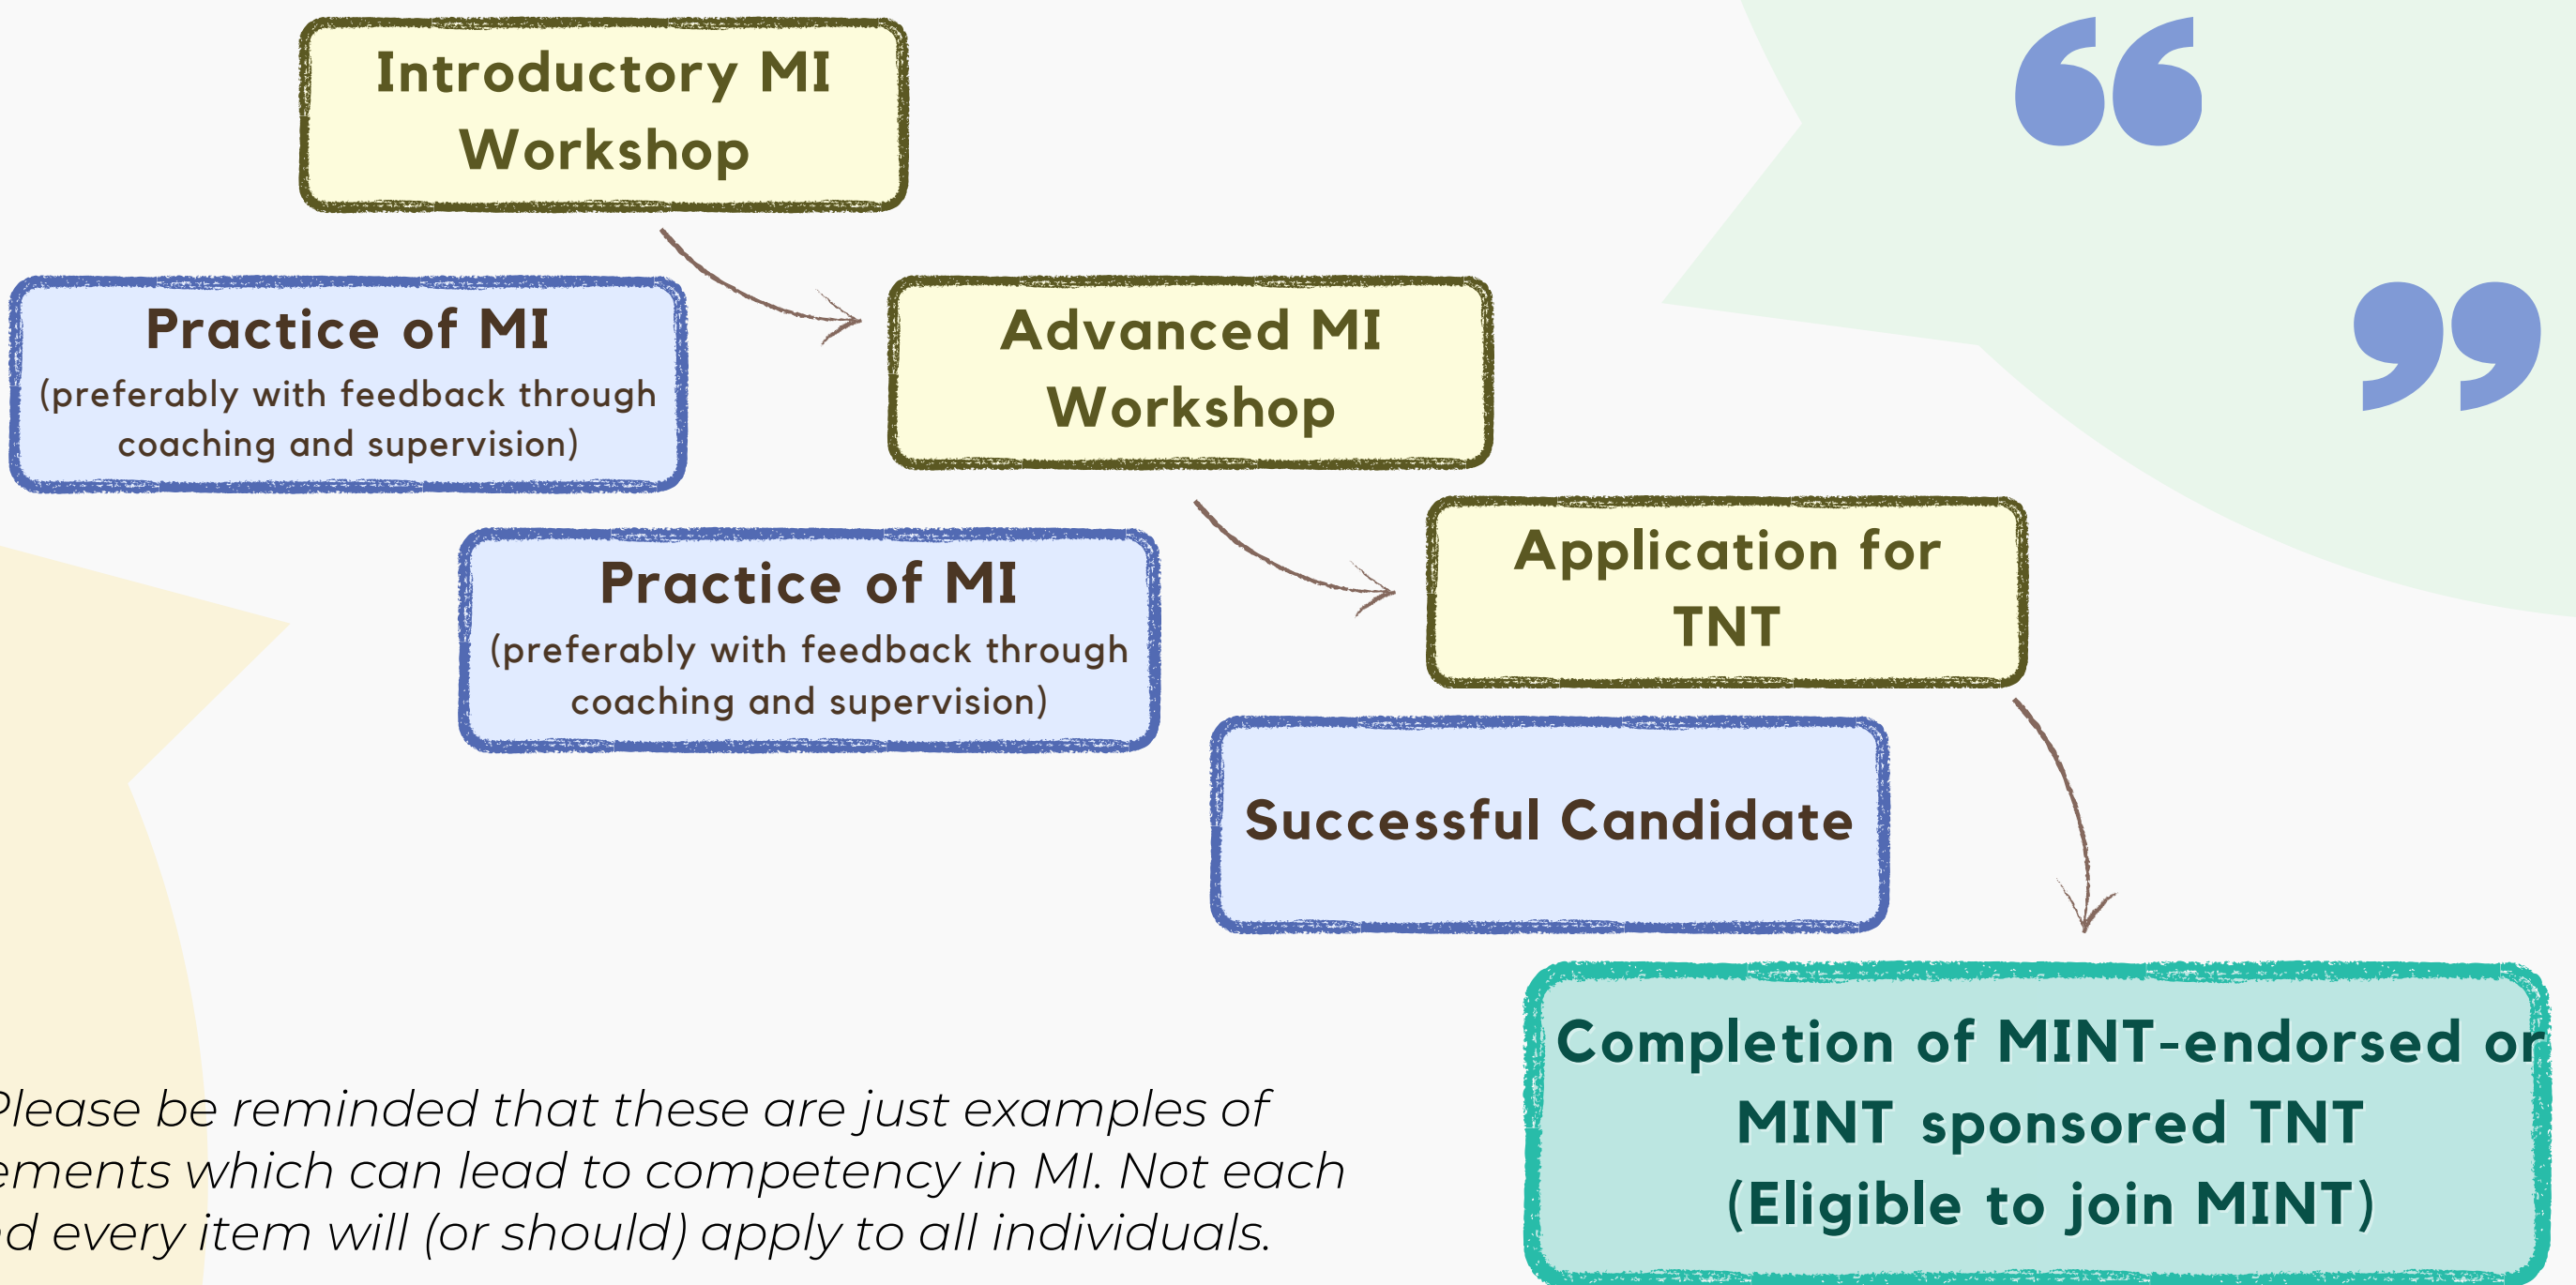 Introductory MI
Workshop
Practice of MI
(preferably with feedback through
coaching and supervision)
Advanced MI
Workshop
Practice of MI
(preferably with feedback through
coaching and supervision)
Application for
TNT
Successful Candidate
Completion of MINT-endorsed or
MINT sponsored TNT
(Eligible to join MINT)
Please be reminded that these are just examples of
ements which can lead to competency in MI. Not each
d every item will (or should) apply to all individuals.
“
”